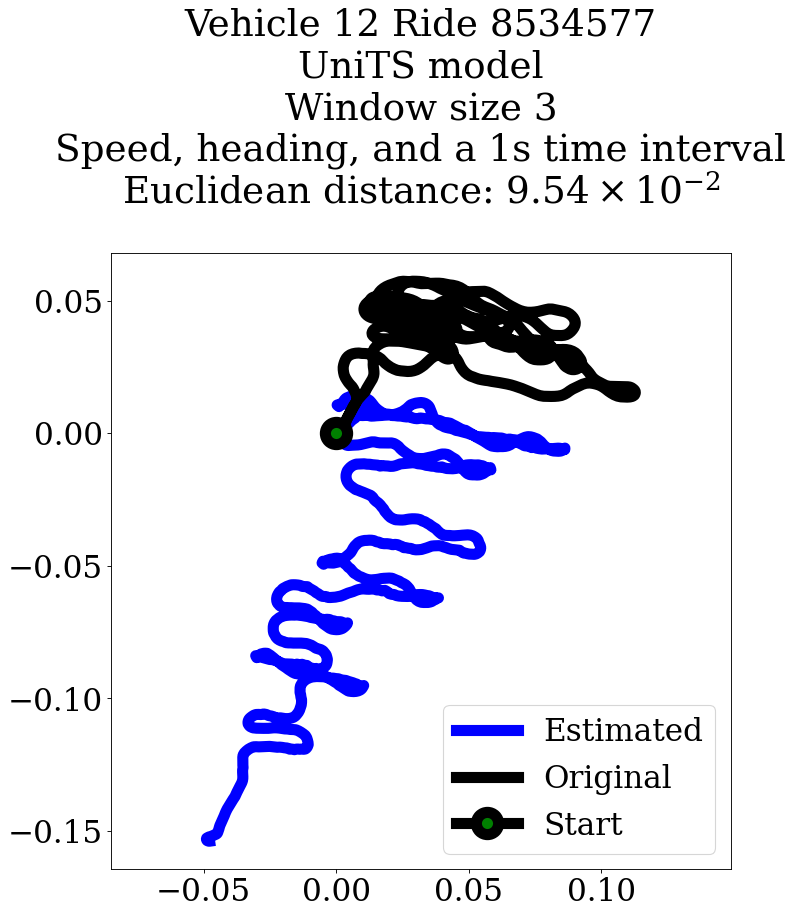 Vehicle 12 Ride 8534577
UniTS model
Window size 3
Speed, heading, and a 1s time interval
Euclidean distance: 9.54 × 10⁻²
0.05
0.00
−0.05
−0.10
−0.15
−0.05 0.00 0.05 0.10
Estimated
Original
Start